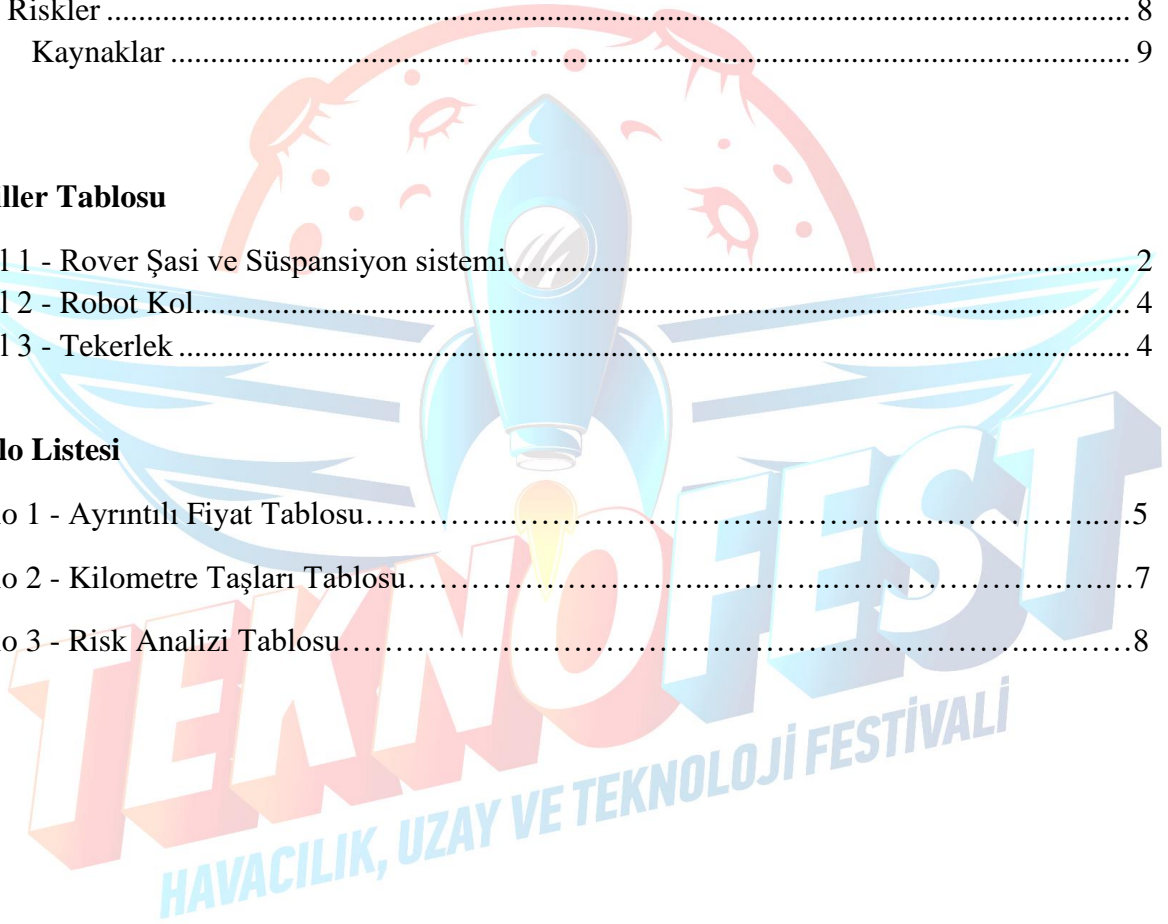 Riskler ........................................ 8
Kaynaklar ........................................ 9
ller Tablosu
l 1 - Rover Şasi ve Süspansiyon sistemi ........................................ 2
l 2 - Robot Kol ........................................ 4
l 3 - Tekerlek ........................................ 4
lo Listesi
o 1 - Ayrıntılı Fiyat Tablosu ........................................ 5
o 2 - Kilometre Taşları Tablosu ........................................ 7
o 3 - Risk Analizi Tablosu ........................................ 8
TEKNOFEST
HAVACILIK, UZAY VE TEKNOLOJİ FESTİVALİ